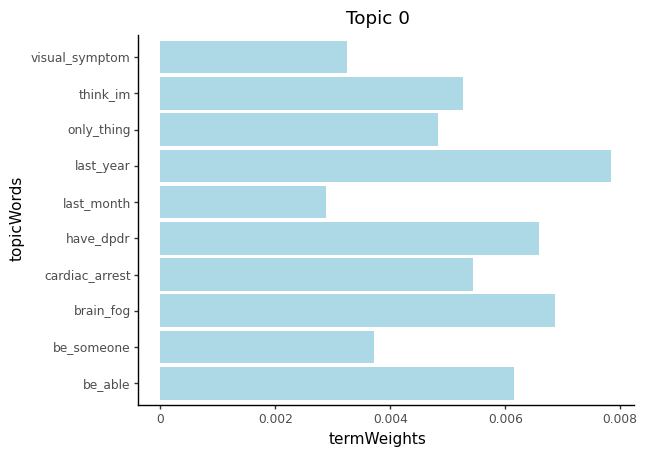 Topic 0
topicWords
visual_symptom
think_im
only_thing
last_year
last_month
have_dpdr
cardiac_arrest
brain_fog
be_someone
be_able
0
0.002
0.004
0.006
0.008
termWeights